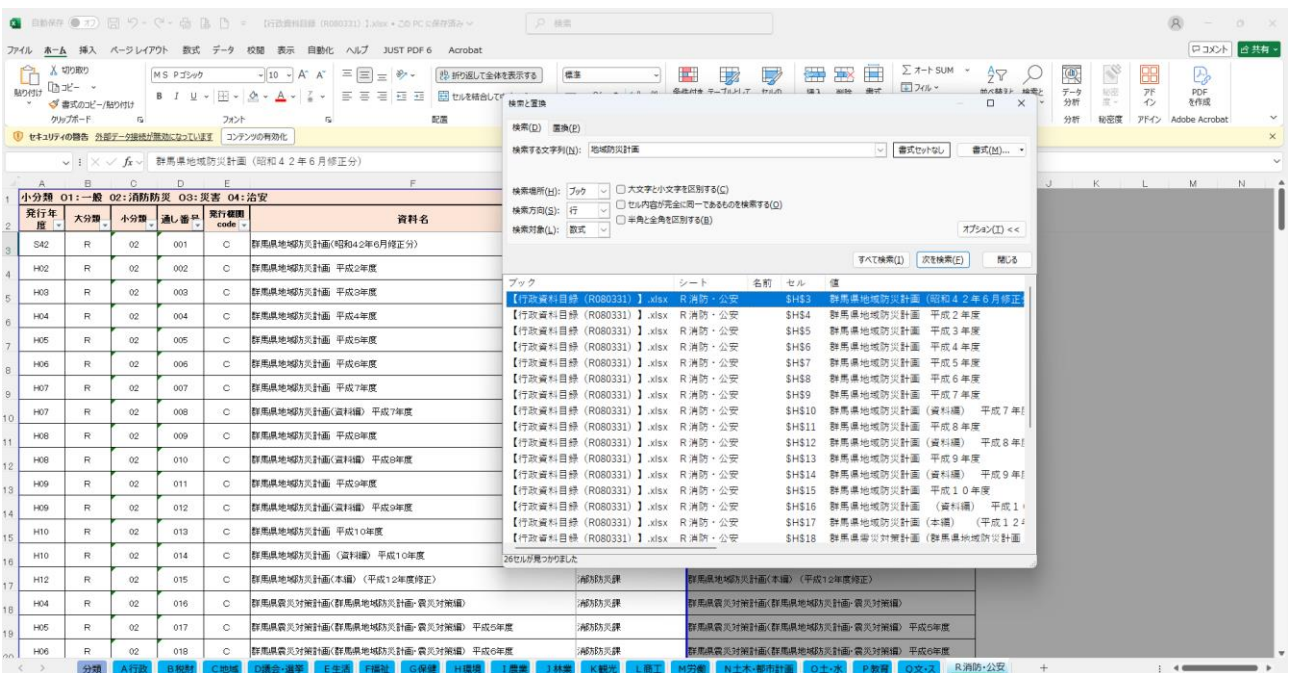 自動保存 オフ 【行政資料目録 (R080331) 】.xlsx • この PC に保存済み 検索
ファイル ホーム 挿入 ページ レイアウト 数式 データ 校閲 表示 自動化 ヘルプ JUST PDF 6 Acrobat コメント 共有
貼り付け 切り取り コピー 書式のコピー/貼り付け
MS Pゴシック 10 折り返して全体を表示する 標準 Σ オート SUM フィル
B I U
クリップボード フォント 配置
データ分析 秘密度 アドイン PDF を作成
分析 秘密度 アドイン Adobe Acrobat
セキュリティの警告 外部データ接続が無効になっています コンテンツの有効化
群馬県地域防災計画（昭和４２年６月修正分）
検索と置換
検索(D) 置換(P)
検索する文字列(N): 地域防災計画 書式セットなし 書式(M)...
検索場所(H): ブック 大文字と小文字を区別する(C)
検索方向(S): 行 セル内容が完全に同一であるものを検索する(O)
検索対象(L): 数式 半角と全角を区別する(B)
オプション(T) <<
すべて検索(I) 次を検索(F) 閉じる
ブック シート 名前 セル 値
【行政資料目録（R080331）】.xlsx R消防・公安 $H$3 群馬県地域防災計画（昭和４２年６月修正
【行政資料目録（R080331）】.xlsx R消防・公安 $H$4 群馬県地域防災計画　平成２年度
【行政資料目録（R080331）】.xlsx R消防・公安 $H$5 群馬県地域防災計画　平成３年度
【行政資料目録（R080331）】.xlsx R消防・公安 $H$6 群馬県地域防災計画　平成４年度
【行政資料目録（R080331）】.xlsx R消防・公安 $H$7 群馬県地域防災計画　平成５年度
【行政資料目録（R080331）】.xlsx R消防・公安 $H$8 群馬県地域防災計画　平成６年度
【行政資料目録（R080331）】.xlsx R消防・公安 $H$9 群馬県地域防災計画　平成７年度
【行政資料目録（R080331）】.xlsx R消防・公安 $H$10 群馬県地域防災計画（資料編）　平成７年
【行政資料目録（R080331）】.xlsx R消防・公安 $H$11 群馬県地域防災計画　平成８年度
【行政資料目録（R080331）】.xlsx R消防・公安 $H$12 群馬県地域防災計画（資料編）　平成８年
【行政資料目録（R080331）】.xlsx R消防・公安 $H$13 群馬県地域防災計画　平成９年度
【行政資料目録（R080331）】.xlsx R消防・公安 $H$14 群馬県地域防災計画（資料編）　平成９年
【行政資料目録（R080331）】.xlsx R消防・公安 $H$15 群馬県地域防災計画　平成１０年度
【行政資料目録（R080331）】.xlsx R消防・公安 $H$16 群馬県地域防災計画　（資料編）　平成１
【行政資料目録（R080331）】.xlsx R消防・公安 $H$17 群馬県地域防災計画（本編）　（平成１２
【行政資料目録（R080331）】.xlsx R消防・公安 $H$18 群馬県震災対策計画（群馬県地域防災計画
26セルが見つかりました
A B C D E F J K L M N
1 小分類 01：一般 02：消防防災 03：災害 04：治安
2 発行年度 大分類 小分類 通し番号 発行範囲code 資料名
3 S42 R 02 001 C 群馬県地域防災計画(昭和42年6月修正分)
4 H02 R 02 002 C 群馬県地域防災計画 平成2年度
5 H03 R 02 003 C 群馬県地域防災計画 平成3年度
6 H04 R 02 004 C 群馬県地域防災計画 平成4年度
7 H05 R 02 005 C 群馬県地域防災計画 平成5年度
8 H06 R 02 006 C 群馬県地域防災計画 平成6年度
9 H07 R 02 007 C 群馬県地域防災計画 平成7年度
10 H07 R 02 008 C 群馬県地域防災計画(資料編) 平成7年度
11 H08 R 02 009 C 群馬県地域防災計画 平成8年度
12 H08 R 02 010 C 群馬県地域防災計画(資料編) 平成8年度
13 H09 R 02 011 C 群馬県地域防災計画 平成9年度
14 H09 R 02 012 C 群馬県地域防災計画(資料編) 平成9年度
15 H10 R 02 013 C 群馬県地域防災計画 平成10年度
16 H10 R 02 014 C 群馬県地域防災計画 (資料編) 平成10年度
17 H12 R 02 015 C 群馬県地域防災計画(本編) (平成12年度修正) 消防防災課 群馬県地域防災計画(本編) (平成12年度修正)
18 H04 R 02 016 C 群馬県震災対策計画(群馬県地域防災計画・震災対策編) 消防防災課 群馬県震災対策計画(群馬県地域防災計画・震災対策編)
19 H05 R 02 017 C 群馬県震災対策計画(群馬県地域防災計画・震災対策編) 平成5年度 消防防災課 群馬県震災対策計画(群馬県地域防災計画・震災対策編) 平成5年度
H06 R 02 018 C 群馬県震災対策計画(群馬県地域防災計画・震災対策編) 平成6年度 消防防災課 群馬県震災対策計画(群馬県地域防災計画・震災対策編) 平成6年度
分類 A行政 B税財 C地域 D議会・選挙 E生活 F福祉 G保健 H環境 I農業 J林業 K観光 L商工 M労働 N土木・都市計画 O土・水 P教育 Q文・ス R消防・公安